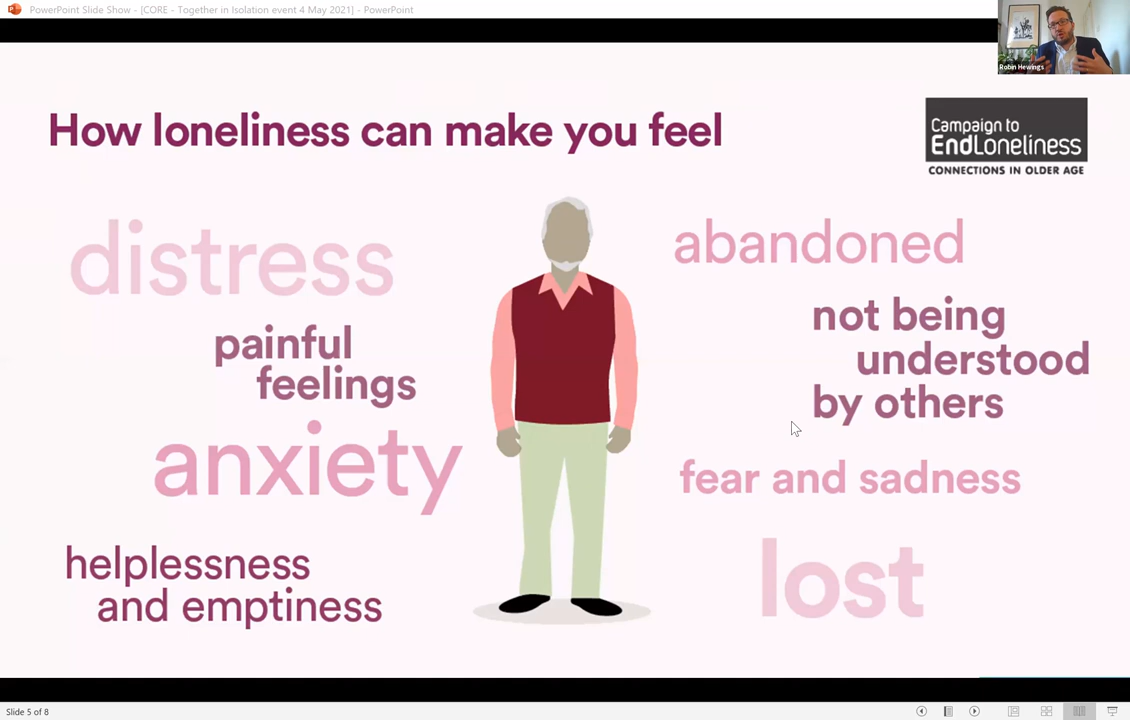 PowerPoint Slide Show - [CORE - Together in Isolation event 4 May 2021] - PowerPoint
Robin Hewings
How loneliness can make you feel
Campaign to
EndLoneliness
CONNECTIONS IN OLDER AGE
distress
painful
feelings
anxiety
helplessness
and emptiness
abandoned
not being
understood
by others
fear and sadness
lost
Slide 5 of 8